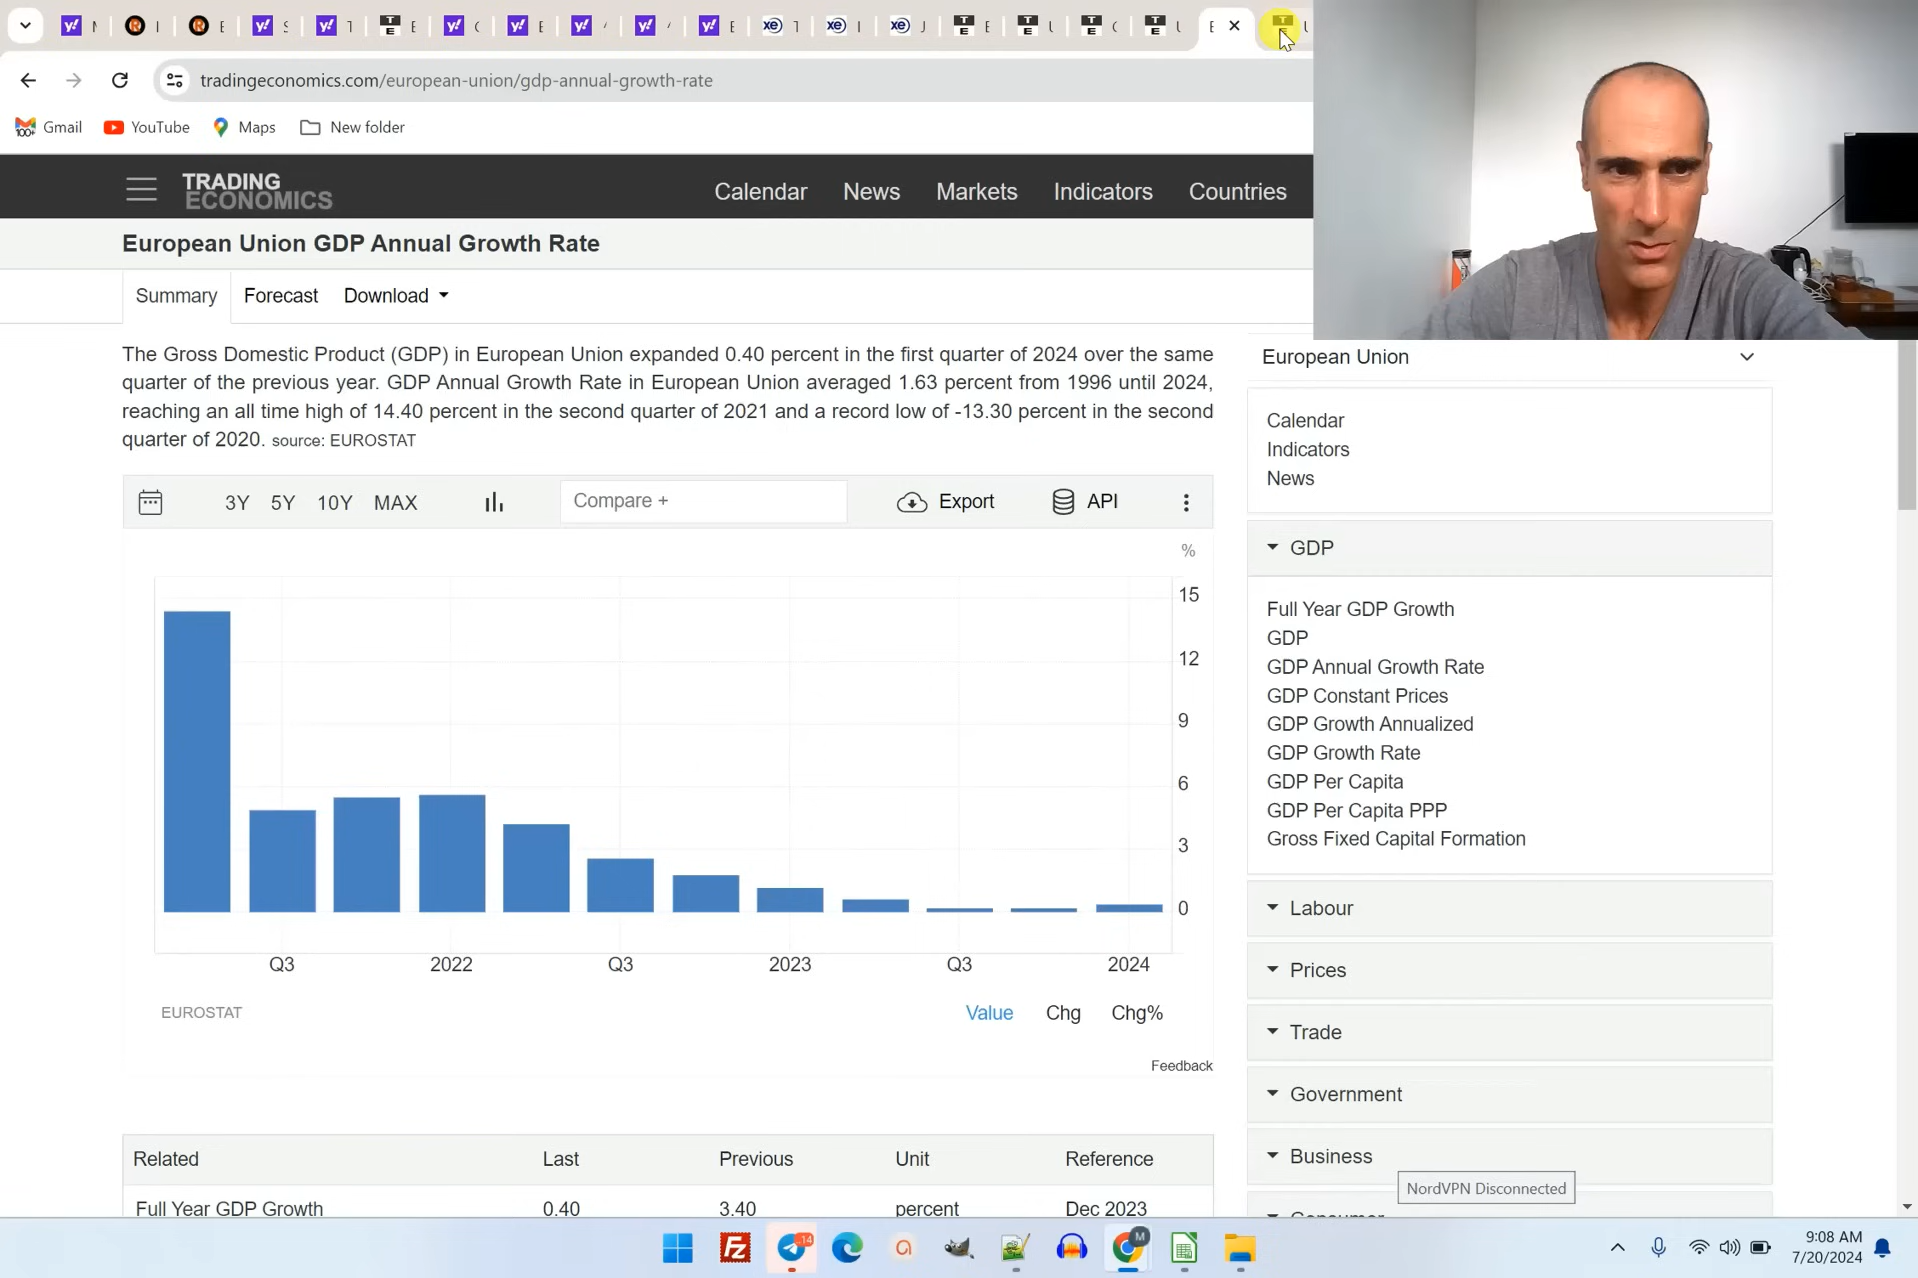 tradingeconomics.com/european-union/gdp-annual-growth-rate
Gmail YouTube Maps New folder
TRADING
ECONOMICS
Calendar News Markets Indicators Countries
European Union GDP Annual Growth Rate
Summary Forecast Download
The Gross Domestic Product (GDP) in European Union expanded 0.40 percent in the first quarter of 2024 over the same
quarter of the previous year. GDP Annual Growth Rate in European Union averaged 1.63 percent from 1996 until 2024,
reaching an all time high of 14.40 percent in the second quarter of 2021 and a record low of -13.30 percent in the second
quarter of 2020. source: EUROSTAT
3Y 5Y 10Y MAX Compare + Export API
%
15
12
9
6
3
0
Q3 2022 Q3 2023 Q3 2024
EUROSTAT
Value Chg Chg%
Feedback
Related Last Previous Unit Reference
Full Year GDP Growth 0.40 3.40 percent Dec 2023
European Union
Calendar
Indicators
News
GDP
Full Year GDP Growth
GDP
GDP Annual Growth Rate
GDP Constant Prices
GDP Growth Annualized
GDP Growth Rate
GDP Per Capita
GDP Per Capita PPP
Gross Fixed Capital Formation
Labour
Prices
Trade
Government
Business
NordVPN Disconnected
Consumer
9:08 AM
7/20/2024